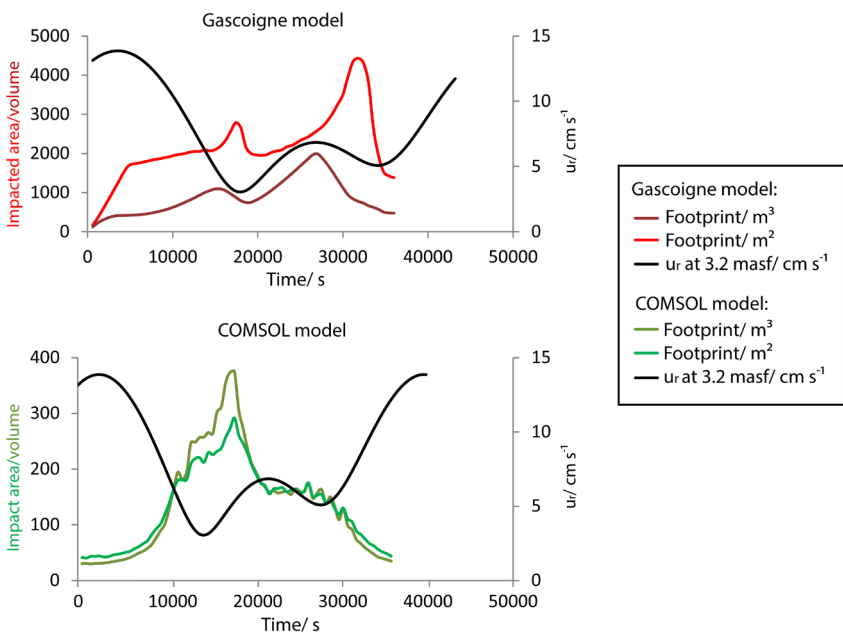 Gascoigne model
5000
4000
3000
2000
1000
0
Impacted area/volume
15
10
5
0
uᵣ/ cm s⁻¹
0 10000 20000 30000 40000 50000
Time/ s
COMSOL model
400
300
200
100
0
Impact area/volume
15
10
5
0
uᵣ/ cm s⁻¹
0 10000 20000 30000 40000 50000
Time/ s
Gascoigne model:
Footprint/ m³
Footprint/ m²
uᵣ at 3.2 masf/ cm s⁻¹
COMSOL model:
Footprint/ m³
Footprint/ m²
uᵣ at 3.2 masf/ cm s⁻¹